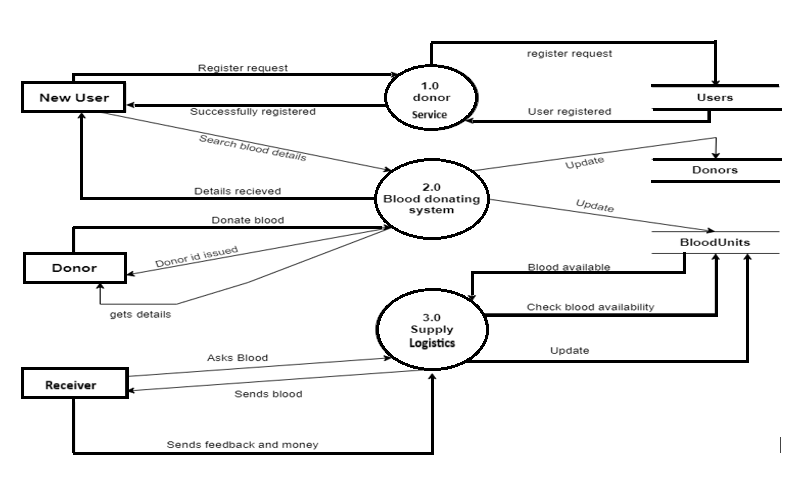 register request
Register request
1.0
donor
Service
New User
Users
Successfully registered
User registered
Search blood details
Update
Donors
Details recieved
2.0
Blood donating
system
Update
Donate blood
BloodUnits
Donor id issued
Donor
Blood available
gets details
Check blood availability
3.0
Supply
Logistics
Update
Asks Blood
Receiver
Sends blood
Sends feedback and money